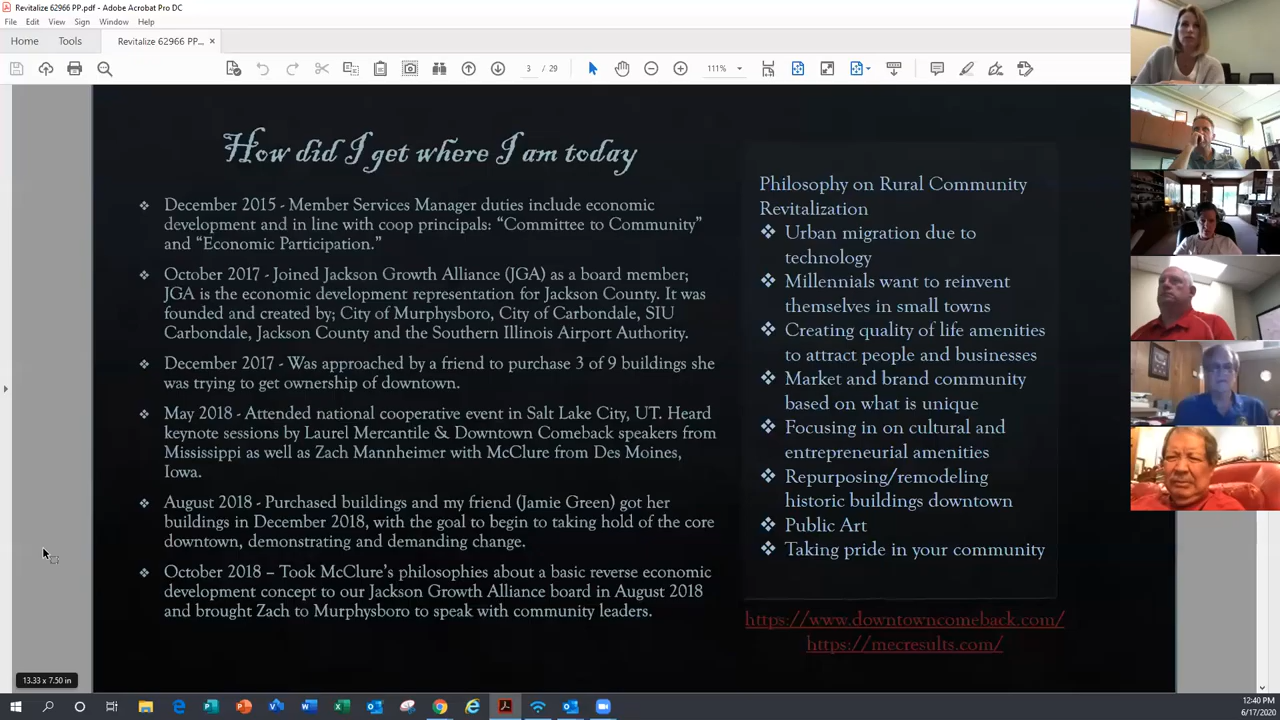 Revitalize 62966 PP.pdf - Adobe Acrobat Pro DC
File Edit View Sign Window Help
Home Tools Revitalize 62966 PP... ×
3 / 29 111%
How did I get where I am today
❖ December 2015 - Member Services Manager duties include economic
development and in line with coop principals: “Committee to Community”
and “Economic Participation.”
❖ October 2017 - Joined Jackson Growth Alliance (JGA) as a board member;
JGA is the economic development representation for Jackson County. It was
founded and created by; City of Murphysboro, City of Carbondale, SIU
Carbondale, Jackson County and the Southern Illinois Airport Authority.
❖ December 2017 - Was approached by a friend to purchase 3 of 9 buildings she
was trying to get ownership of downtown.
❖ May 2018 - Attended national cooperative event in Salt Lake City, UT. Heard
keynote sessions by Laurel Mercantile & Downtown Comeback speakers from
Mississippi as well as Zach Mannheimer with McClure from Des Moines,
Iowa.
❖ August 2018 - Purchased buildings and my friend (Jamie Green) got her
buildings in December 2018, with the goal to begin to taking hold of the core
downtown, demonstrating and demanding change.
❖ October 2018 – Took McClure’s philosophies about a basic reverse economic
development concept to our Jackson Growth Alliance board in August 2018
and brought Zach to Murphysboro to speak with community leaders.
Philosophy on Rural Community
Revitalization
❖ Urban migration due to
technology
❖ Millennials want to reinvent
themselves in small towns
❖ Creating quality of life amenities
to attract people and businesses
❖ Market and brand community
based on what is unique
❖ Focusing in on cultural and
entrepreneurial amenities
❖ Repurposing/remodeling
historic buildings downtown
❖ Public Art
❖ Taking pride in your community
https://www.downtowncomeback.com/
https://mecresults.com/
13.33 x 7.50 in
12:40 PM
6/17/2020